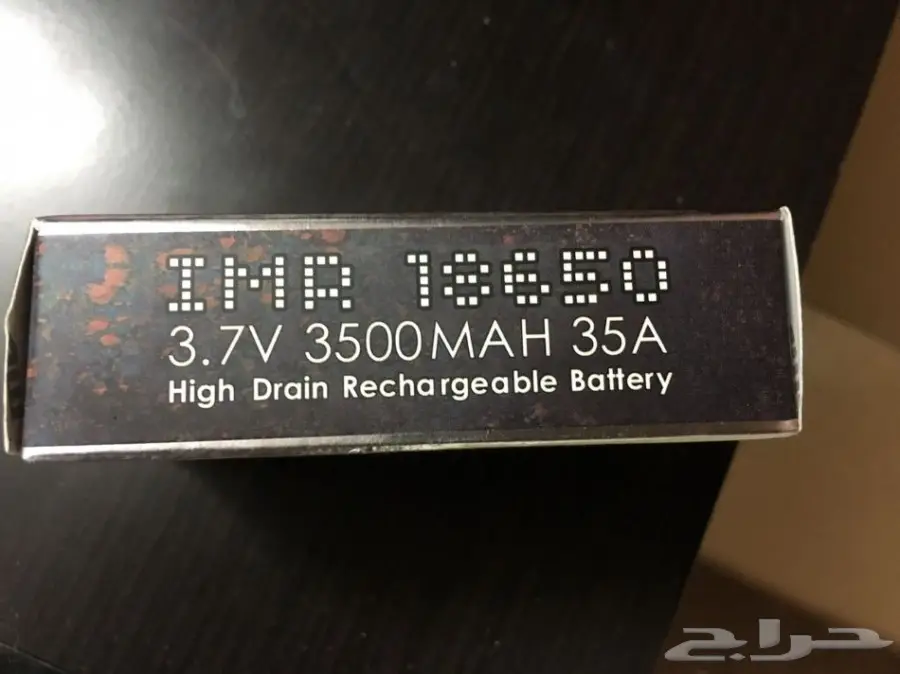 IMR 18650
3.7V 3500MAH 35A
High Drain Rechargeable Battery
حراج